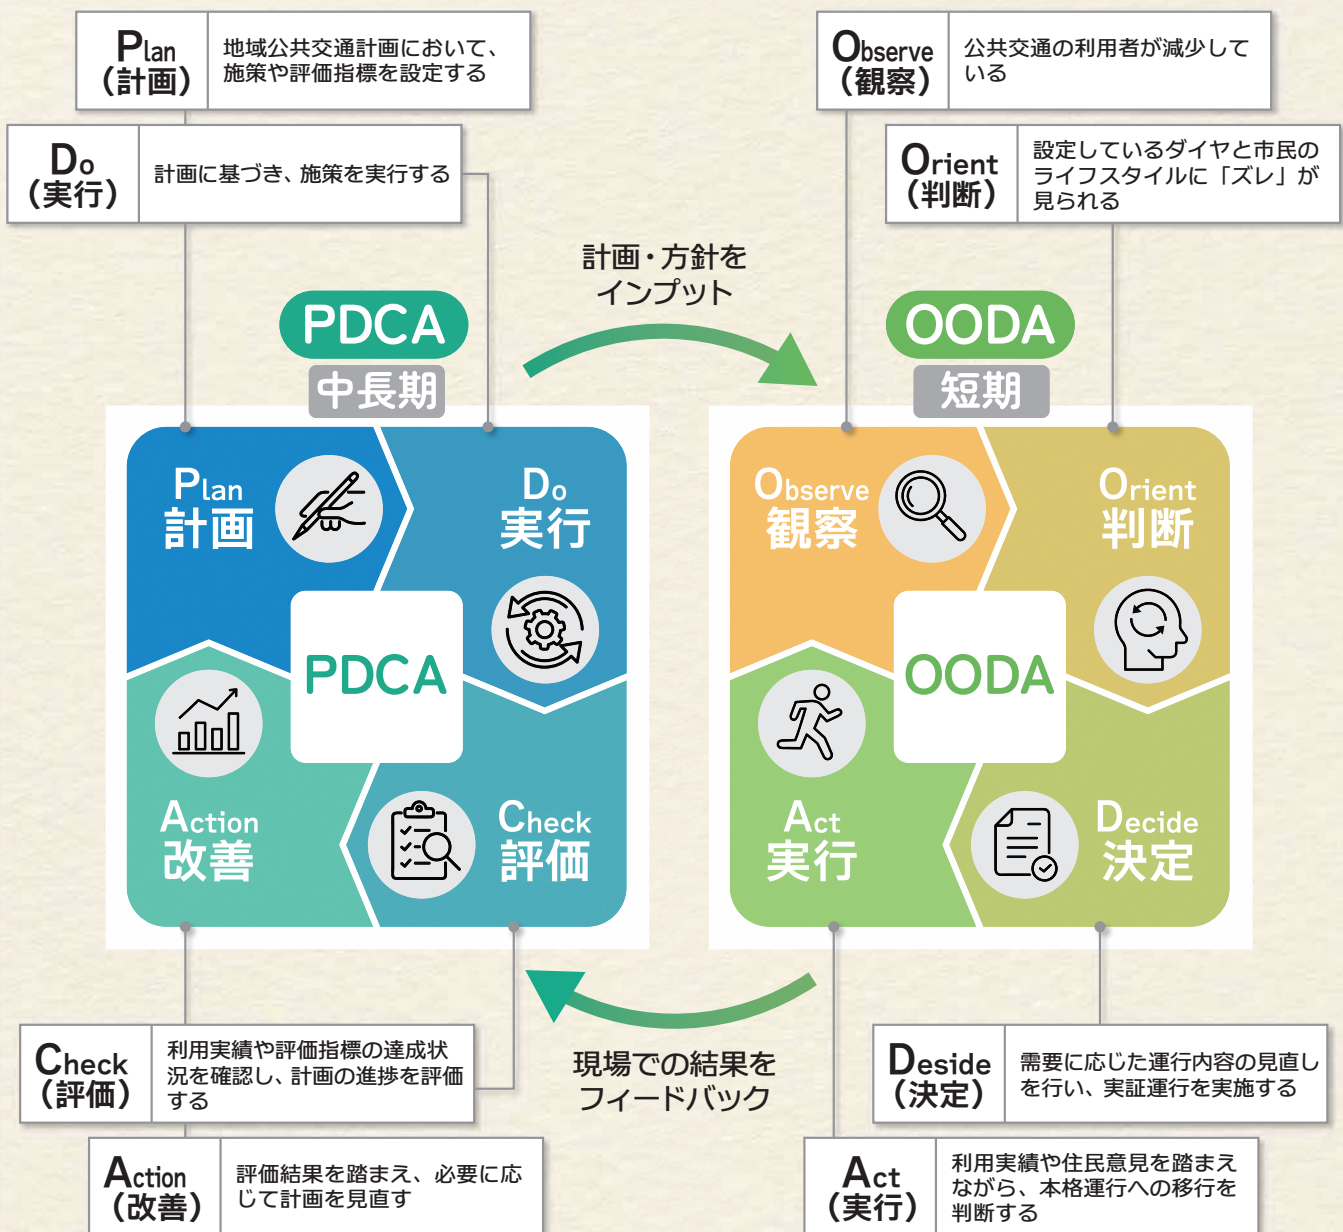 Plan
（計画）
地域公共交通計画において、
施策や評価指標を設定する
Do
（実行）
計画に基づき、施策を実行する
Observe
（観察）
公共交通の利用者が減少して
いる
Orient
（判断）
設定しているダイヤと市民の
ライフスタイルに「ズレ」が
見られる
計画・方針を
インプット
PDCA
中長期
OODA
短期
Plan
計画
Do
実行
PDCA
Action
改善
Check
評価
Observe
観察
Orient
判断
OODA
Act
実行
Decide
決定
現場での結果を
フィードバック
Check
（評価）
利用実績や評価指標の達成状
況を確認し、計画の進捗を評価
する
Action
（改善）
評価結果を踏まえ、必要に応
じて計画を見直す
Deside
（決定）
需要に応じた運行内容の見直し
を行い、実証運行を実施する
Act
（実行）
利用実績や住民意見を踏まえ
ながら、本格運行への移行を
判断する